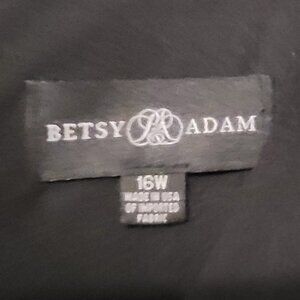 BETSY ADAM
16W
MADE IN USA
OF IMPORTED
FABRIC